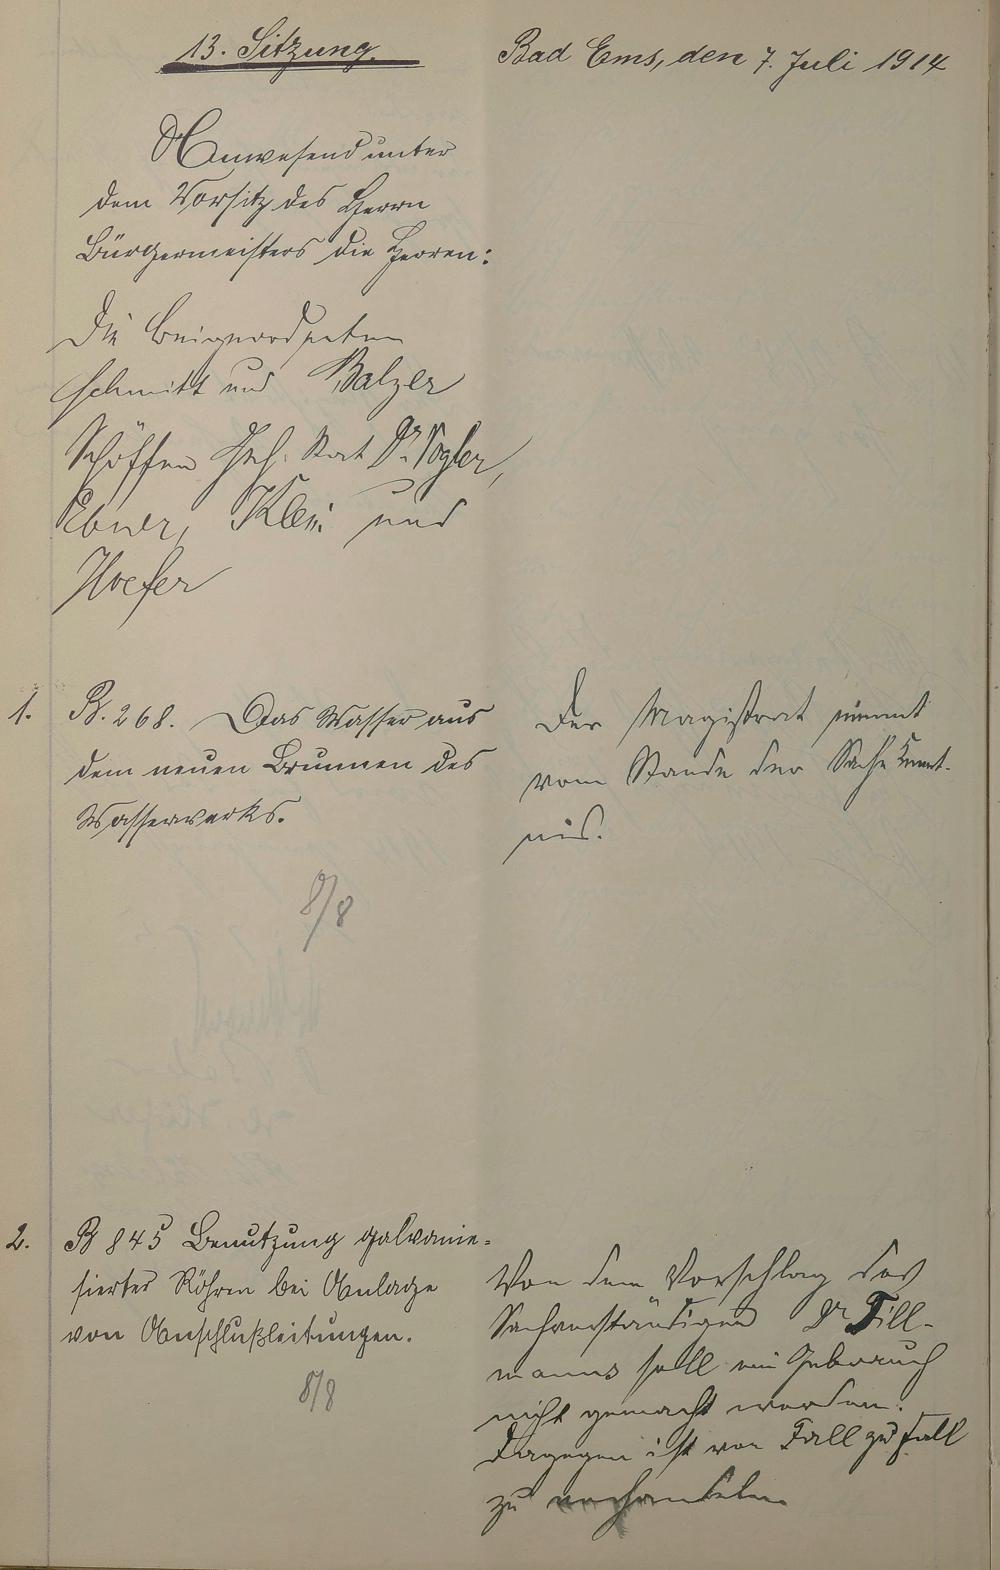 13. Sitzung.
Bad Ems, den 7. Juli 1914
Anwesend unter
dem Vorsitz des Herrn
Bürgermeisters die Herren:
Die Beigeordneten
Schmitt und Balzer
Schöffen Geh. Rat Dr. Vogler,
Ebner, Klein und
Hoefer
1. B. 268. Das Wasser aus
dem neuen Brunnen des
Wasserwerks.
8/8
Der Magistrat nimmt
vom Stande der Sache Kennt-
nis.
2. B 845 Benutzung galvanie-
sierter Röhren bei Anlage
von Anschlußleitungen.
8/8
Von dem Vorschlag des
Sachverständigen Dr Till-
manns soll ein Gebrauch
nicht gemacht werden.
Dagegen ist von Fall zu Fall
zu